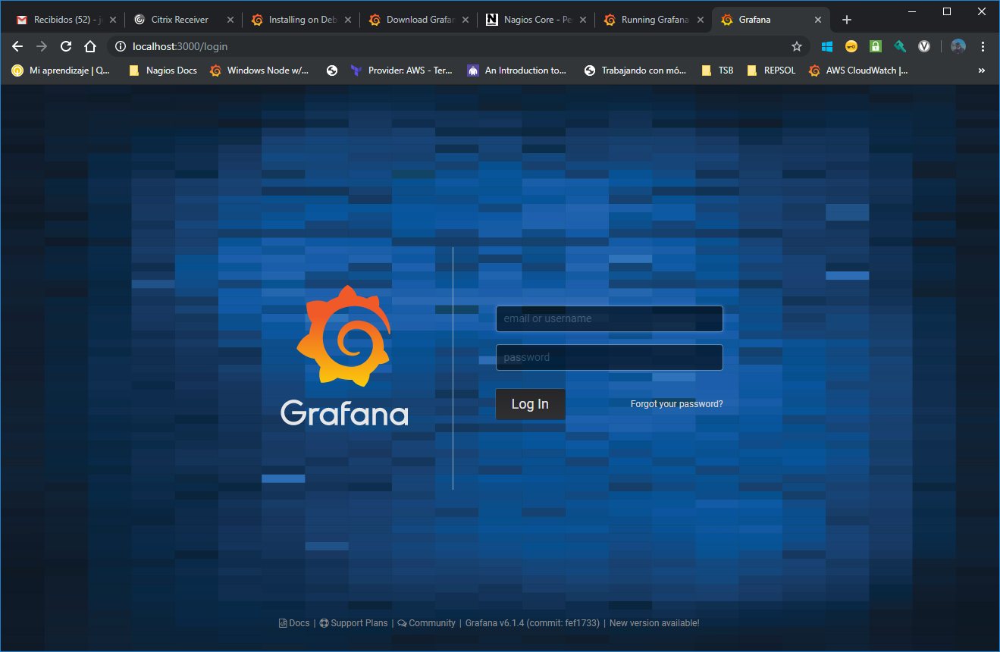 Recibidos (52) - j
Citrix Receiver
Installing on Deb
Download Grafan
Nagios Core - Pe
Running Grafana
Grafana
localhost:3000/login
Mi aprendizaje | Q...
Nagios Docs
Windows Node w/...
Provider: AWS - Ter...
An Introduction to...
Trabajando con mó...
TSB
REPSOL
AWS CloudWatch |...
»
email or username
password
Log In
Forgot your password?
Grafana
Docs | Support Plans | Community | Grafana v6.1.4 (commit: fef1733) | New version available!